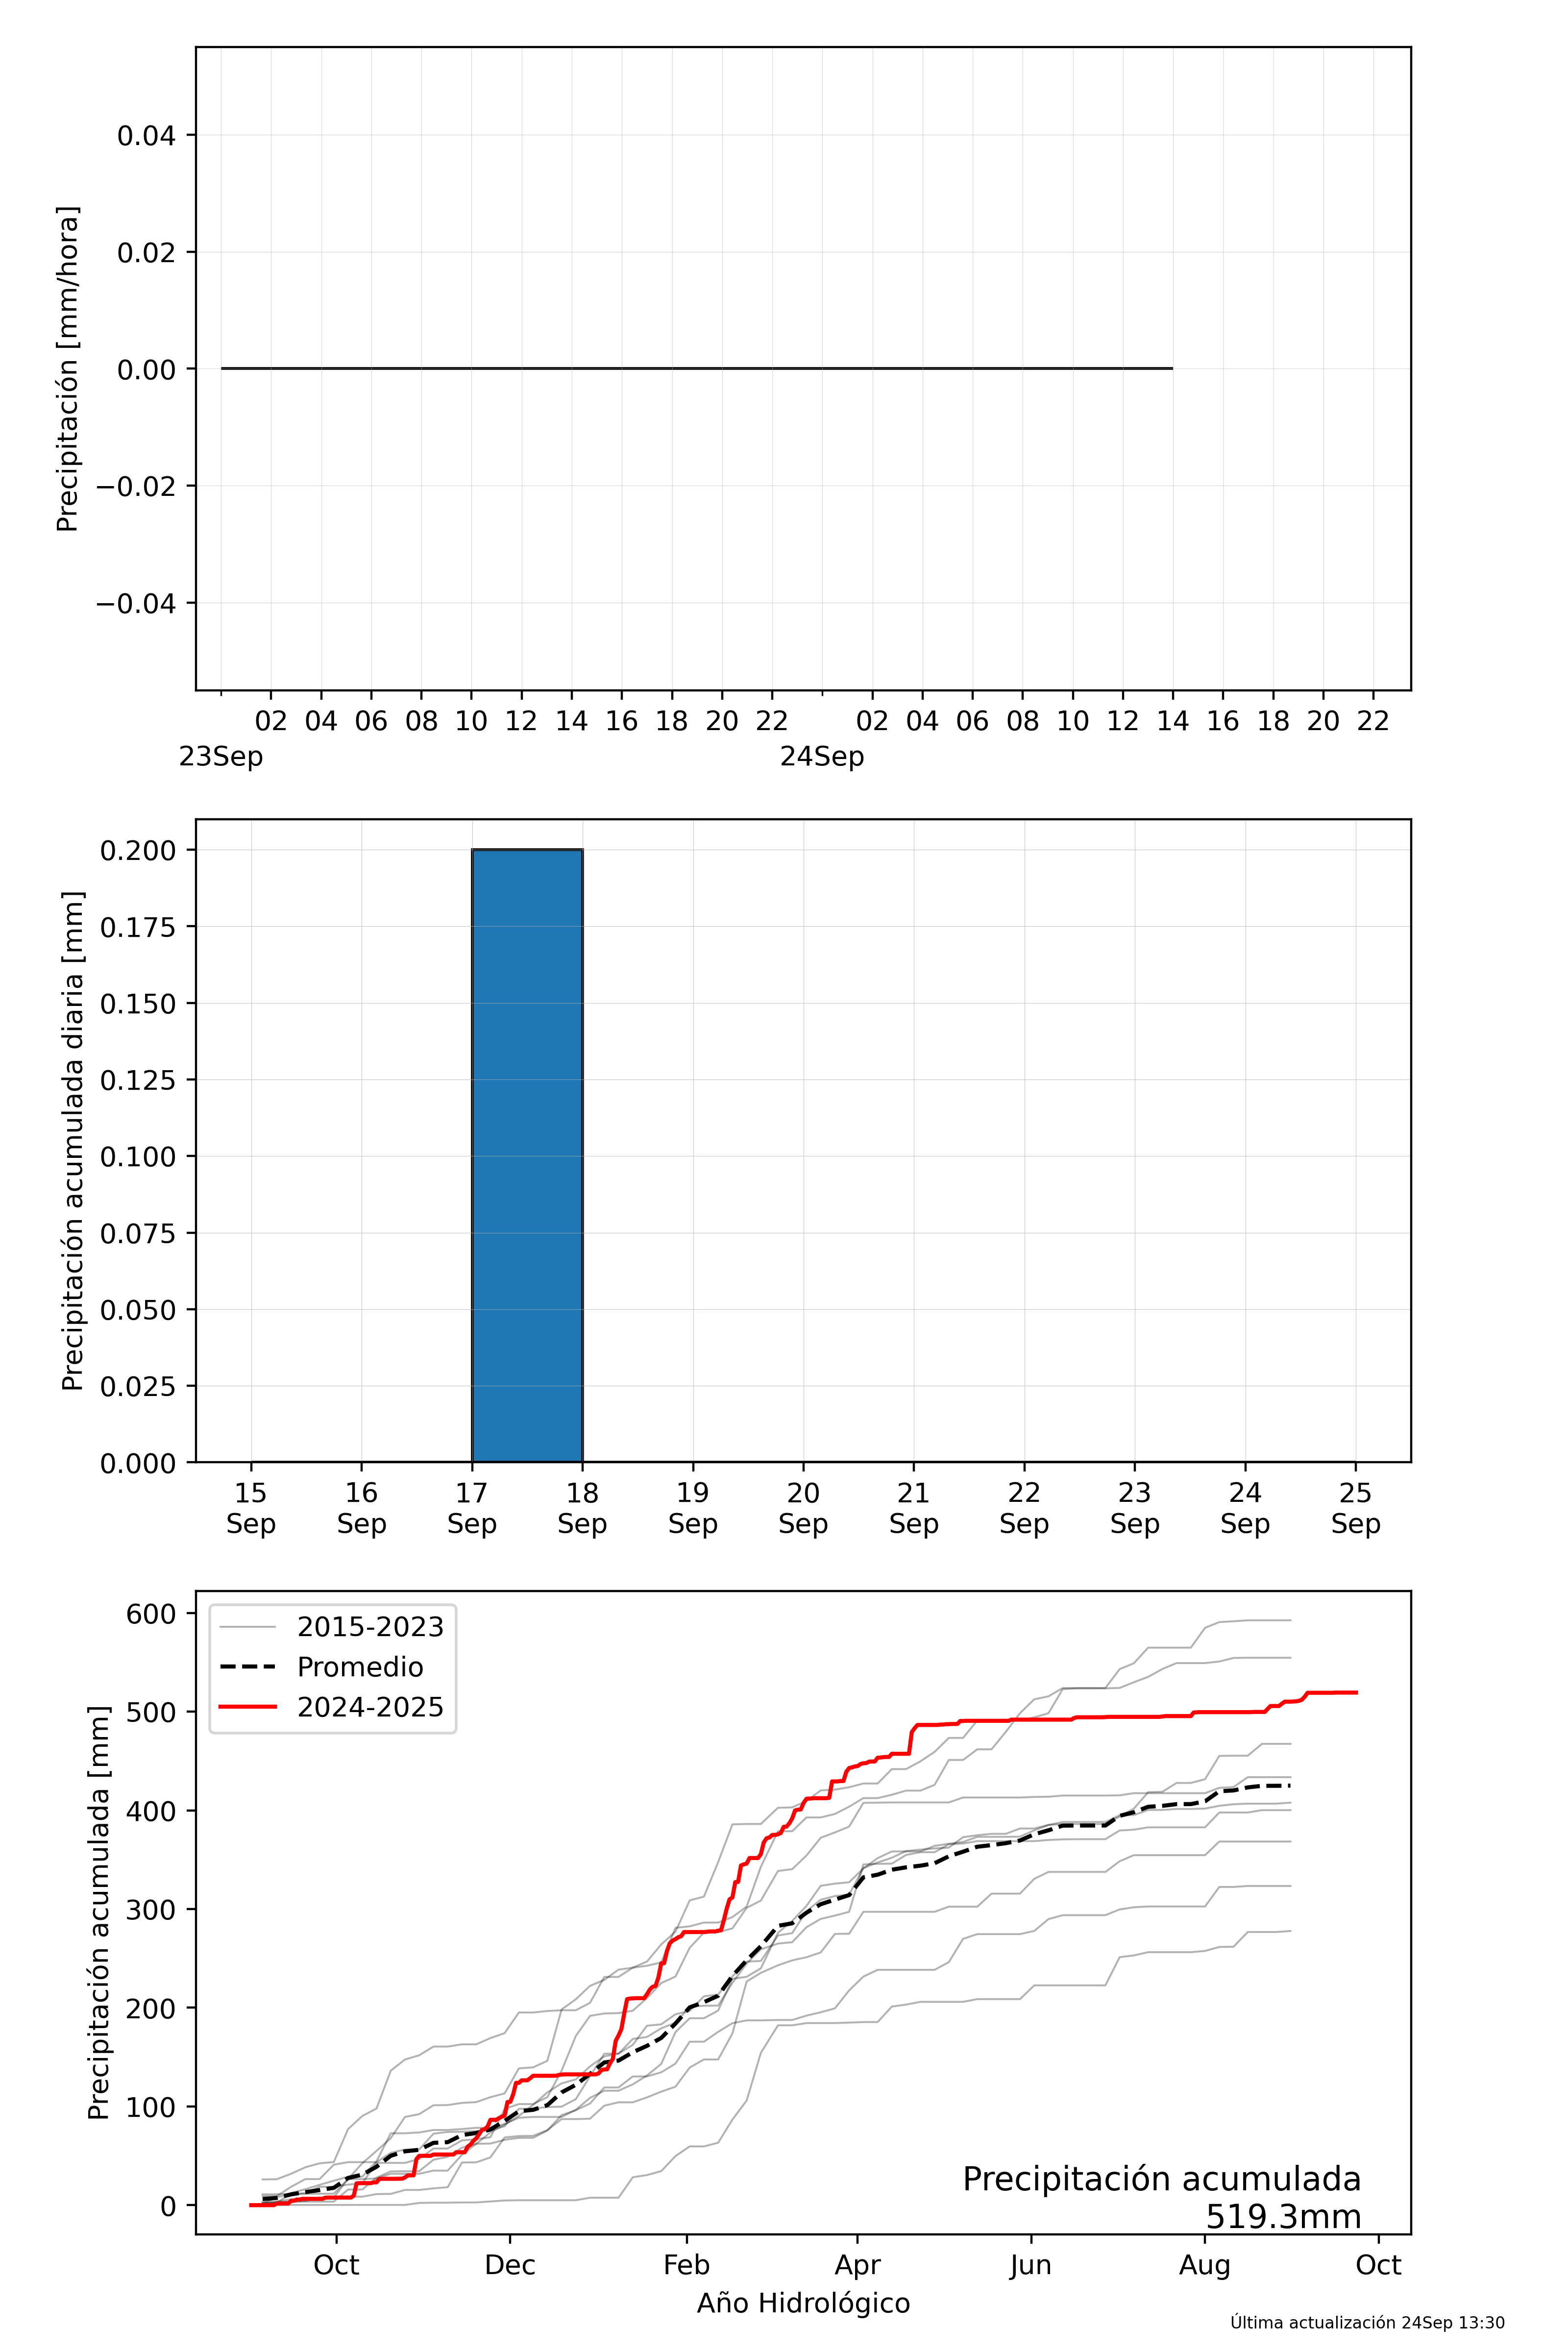 Precipitación [mm/hora]
0.04
0.02
0.00
−0.02
−0.04
02 04 06 08 10 12 14 16 18 20 22 02 04 06 08 10 12 14 16 18 20 22
23Sep 24Sep
Precipitación acumulada diaria [mm]
0.200
0.175
0.150
0.125
0.100
0.075
0.050
0.025
0.000
15 16 17 18 19 20 21 22 23 24 25
Sep Sep Sep Sep Sep Sep Sep Sep Sep Sep Sep
Precipitación acumulada [mm]
600
500
400
300
200
100
0
2015-2023
Promedio
2024-2025
Precipitación acumulada
519.3mm
Oct Dec Feb Apr Jun Aug Oct
Año Hidrológico
Última actualización 24Sep 13:30